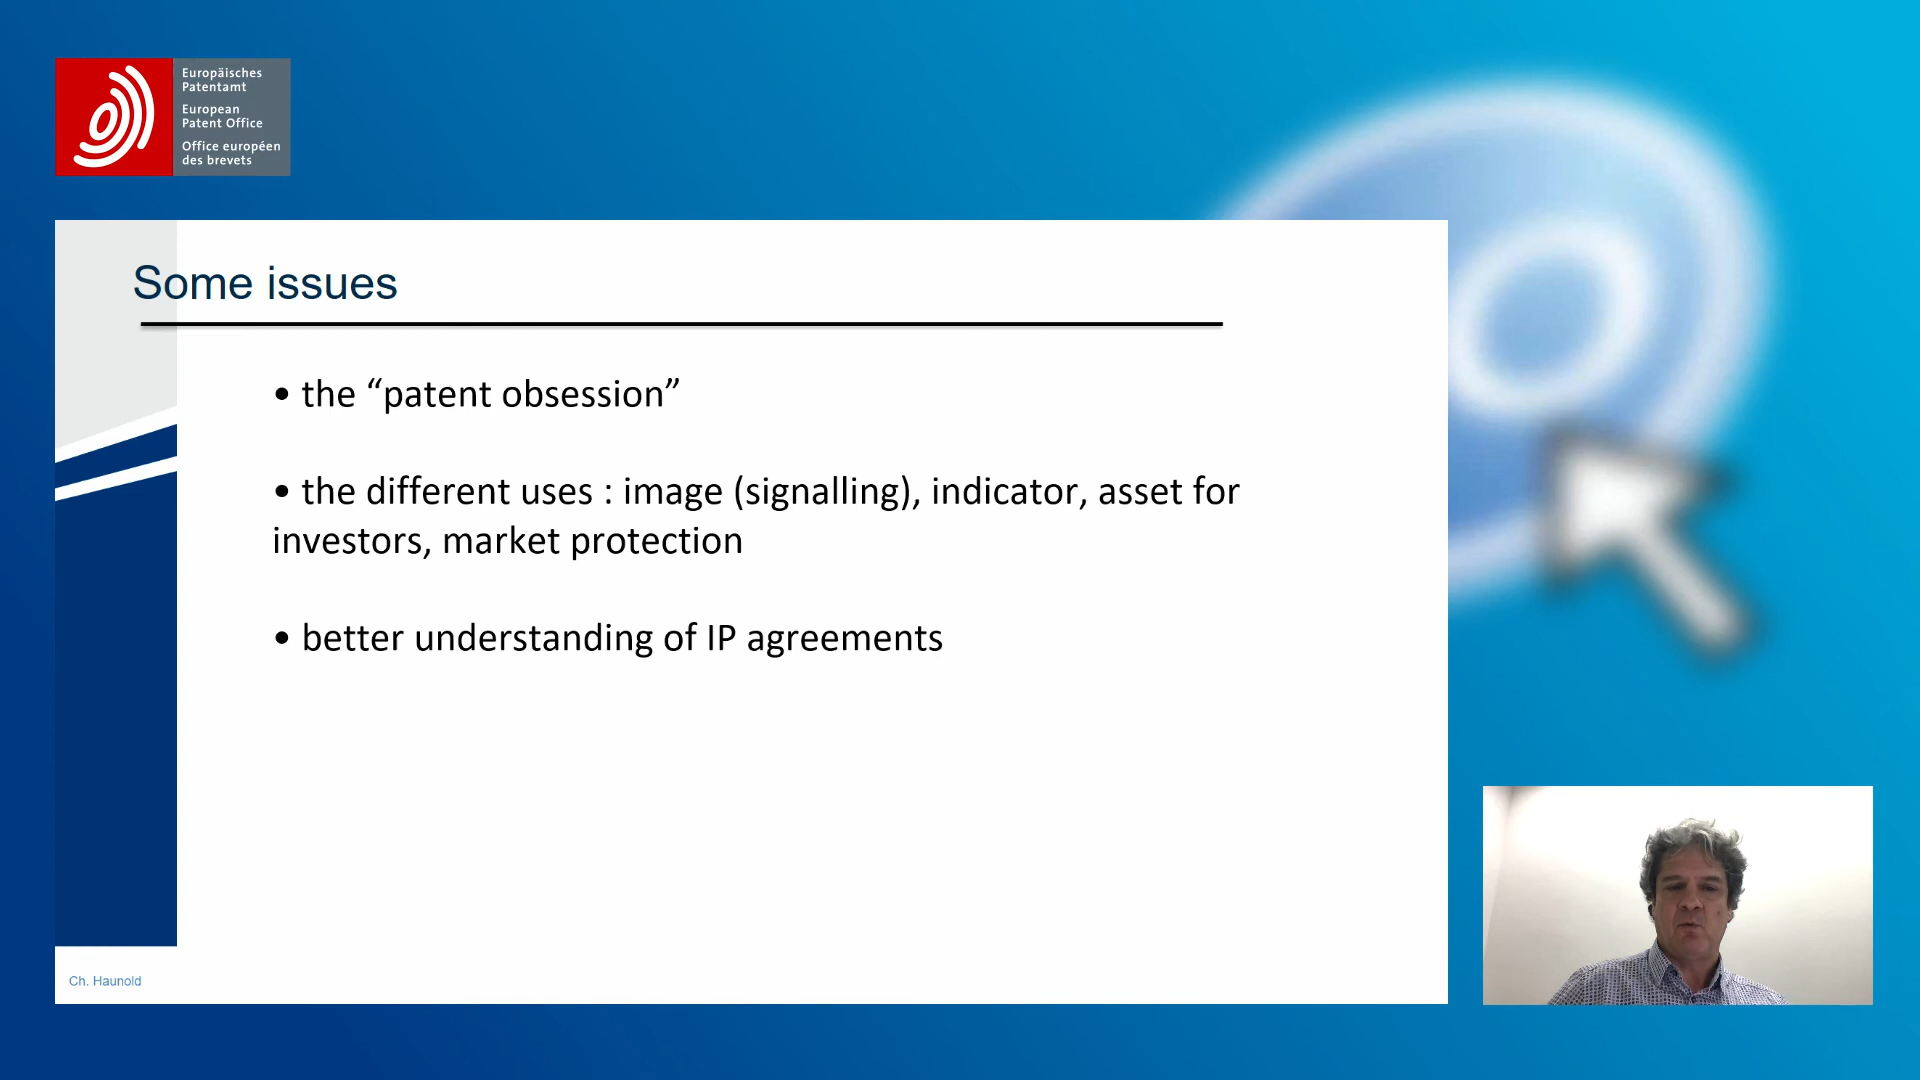 Europäisches
Patentamt
European
Patent Office
Office européen
des brevets
Some issues
• the “patent obsession”
• the different uses : image (signalling), indicator, asset for
investors, market protection
• better understanding of IP agreements
Ch. Haunold